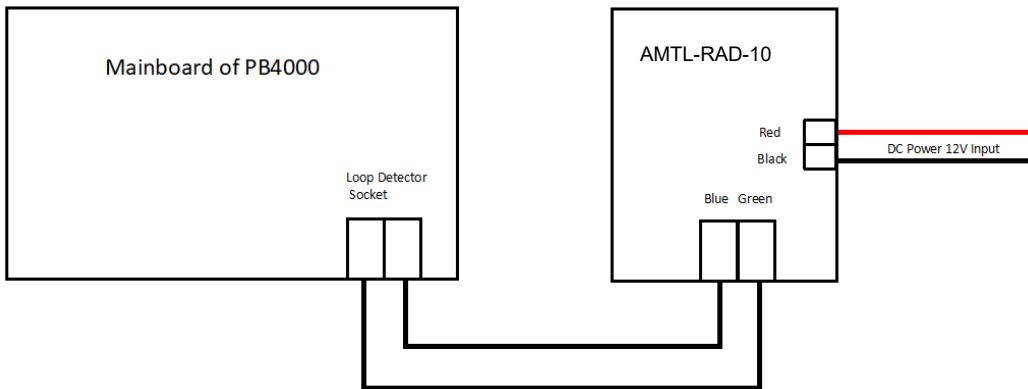 Mainboard of PB4000
AMTL-RAD-10
Red
Black
DC Power 12V Input
Loop Detector
Socket
Blue Green